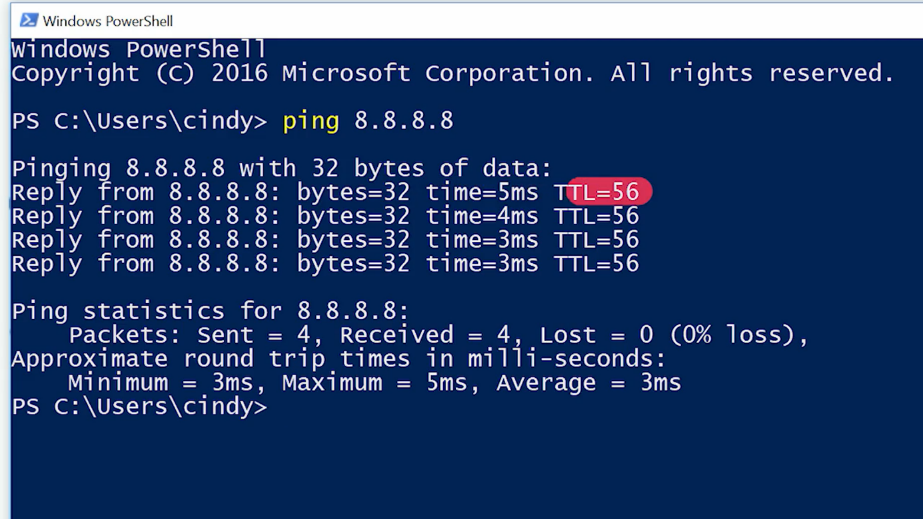 Windows PowerShell
Windows PowerShell
Copyright (C) 2016 Microsoft Corporation. All rights reserved.
PS C:\Users\cindy> ping 8.8.8.8
Pinging 8.8.8.8 with 32 bytes of data:
Reply from 8.8.8.8: bytes=32 time=5ms TTL=56
Reply from 8.8.8.8: bytes=32 time=4ms TTL=56
Reply from 8.8.8.8: bytes=32 time=3ms TTL=56
Reply from 8.8.8.8: bytes=32 time=3ms TTL=56
Ping statistics for 8.8.8.8:
Packets: Sent = 4, Received = 4, Lost = 0 (0% loss),
Approximate round trip times in milli-seconds:
Minimum = 3ms, Maximum = 5ms, Average = 3ms
PS C:\Users\cindy>